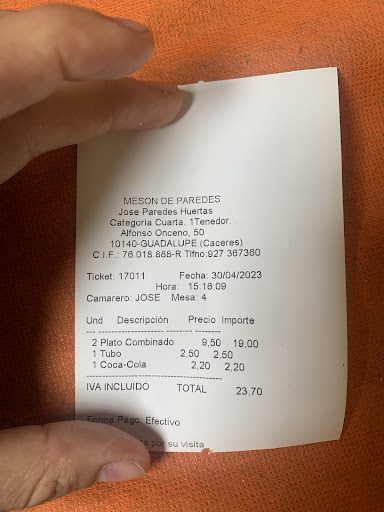 MESON DE PAREDES
Jose Paredes Huertas
Categoria Cuarta. 1Tenedor.
Alfonso Onceno, 50
10140-GUADALUPE (Caceres)
C.I.F.: 76.018.888-R Tlfno:927 367360
Ticket: 17011 Fecha: 30/04/2023
Hora: 15:16:09
Camarero: JOSE Mesa: 4
Und Descripción Precio Importe
2 Plato Combinado 9,50 19,00
1 Tubo 2,50 2,50
1 Coca-Cola 2,20 2,20
IVA INCLUIDO TOTAL 23,70
Forma Pago: Efectivo
por su visita